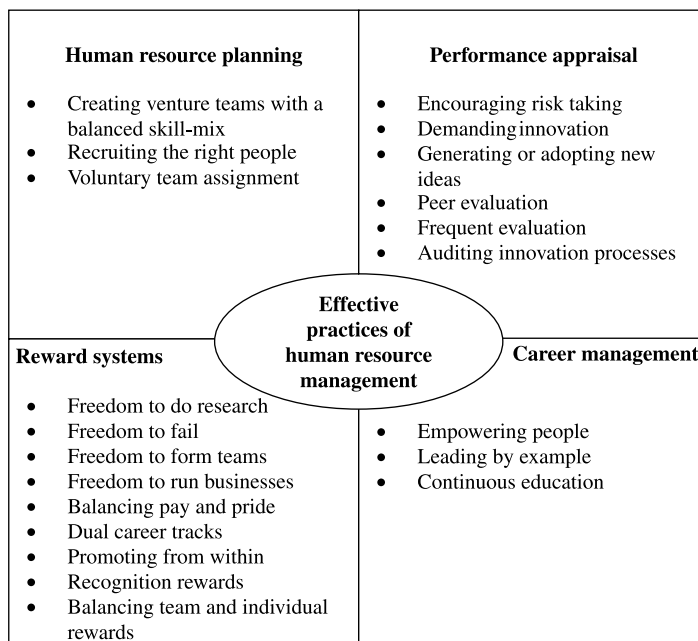 Human resource planning
• Creating venture teams with a
balanced skill-mix
• Recruiting the right people
• Voluntary team assignment
Performance appraisal
• Encouraging risk taking
• Demanding innovation
• Generating or adopting new
ideas
• Peer evaluation
• Frequent evaluation
• Auditing innovation processes
Effective
practices of
human resource
management
Reward systems
• Freedom to do research
• Freedom to fail
• Freedom to form teams
• Freedom to run businesses
• Balancing pay and pride
• Dual career tracks
• Promoting from within
• Recognition rewards
• Balancing team and individual
rewards
Career management
• Empowering people
• Leading by example
• Continuous education